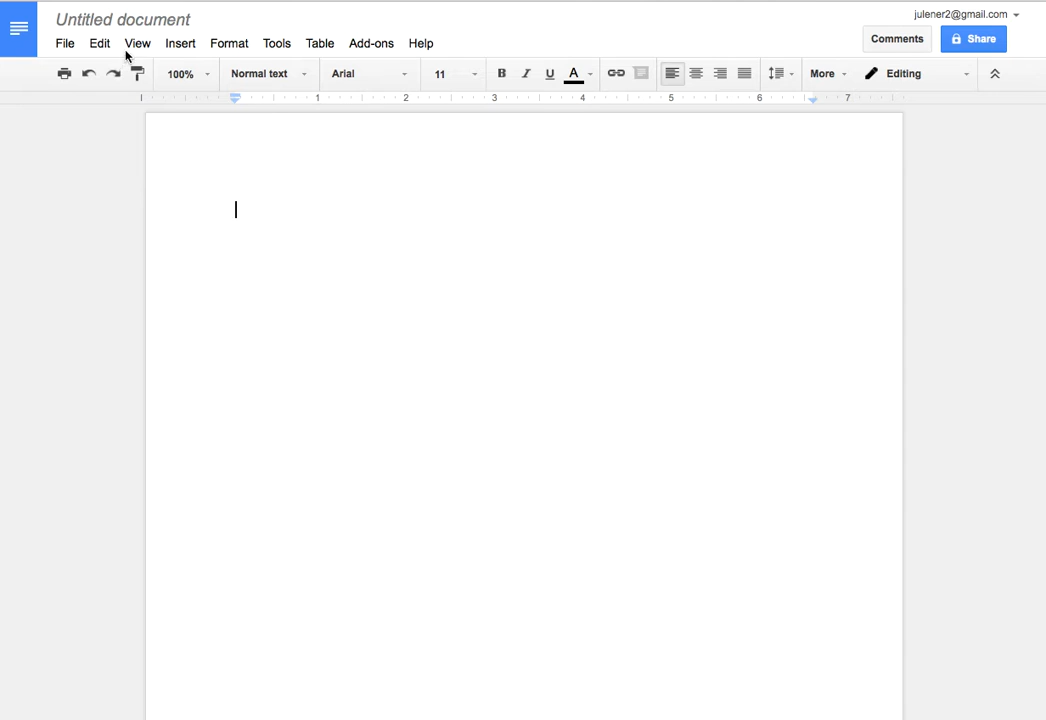 Untitled document
julener2@gmail.com
File Edit View Insert Format Tools Table Add-ons Help
Comments Share
100% Normal text Arial 11 B I U A More Editing
1 2 3 4 5 6 7